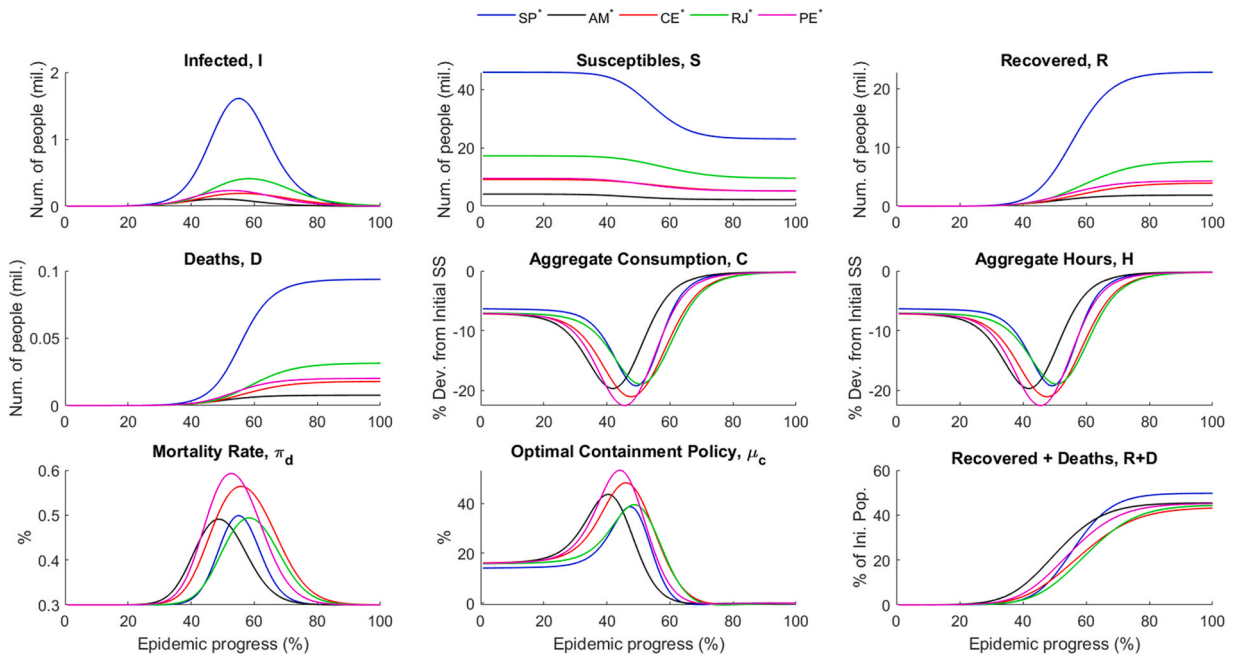 SP* AM* CE* RJ* PE*
Infected, I
Num. of people (mil.)
2
1
0
0 20 40 60 80 100
Susceptibles, S
Num. of people (mil.)
40
20
0
0 20 40 60 80 100
Recovered, R
Num. of people (mil.)
20
10
0
0 20 40 60 80 100
Deaths, D
Num. of people (mil.)
0.1
0.05
0
0 20 40 60 80 100
Aggregate Consumption, C
% Dev. from Initial SS
0
-10
-20
0 20 40 60 80 100
Aggregate Hours, H
% Dev. from Initial SS
0
-10
-20
0 20 40 60 80 100
Mortality Rate, π_d
%
0.6
0.5
0.4
0.3
0 20 40 60 80 100
Epidemic progress (%)
Optimal Containment Policy, μ_c
%
40
20
0
0 20 40 60 80 100
Epidemic progress (%)
Recovered + Deaths, R+D
% of Ini. Pop.
60
40
20
0
0 20 40 60 80 100
Epidemic progress (%)